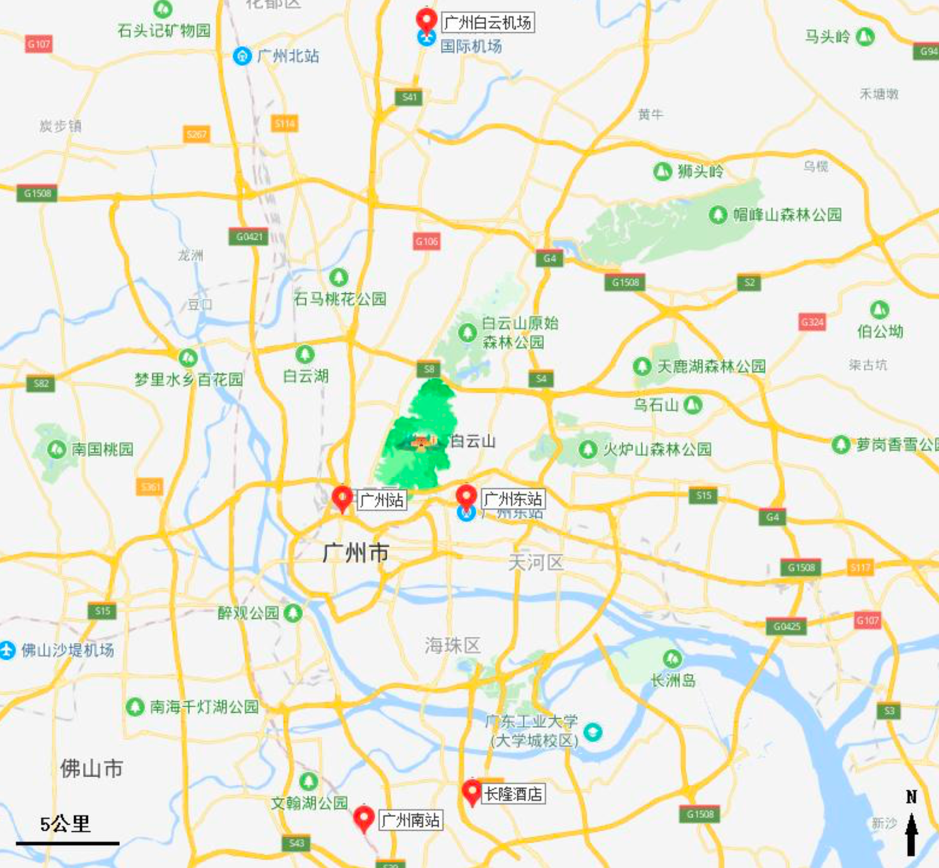 花都区
石头记矿物园
广州白云机场
国际机场
G107
广州北站
马头岭
G94
S41
禾塘墩
炭步镇
S267
S114
黄牛
狮头岭
乌榄
G1508
帽峰山森林公园
G0421
G106
龙洲
G4
石马桃花公园
G1508
S2
豆口
白云山原始
森林公园
G324
伯公坳
梦里水乡百花园
白云湖
S8
S4
天鹿湖森林公园
柒古坑
S82
乌石山
南国桃园
白云山
火炉山森林公园
萝岗香雪公园
S361
广州站
广州东站
广州东站
S15
G4
广州市
天河区
G1508
S117
S15
醉观公园
G0425
G107
佛山沙堤机场
海珠区
长洲岛
南海千灯湖公园
广东工业大学
(大学城校区)
S3
佛山市
文翰湖公园
长隆酒店
广州南站
G1508
N
新沙
5公里
S43